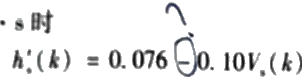 · s 时
h′ₛ(k) = 0.076 − 0.10Vₛ(k)